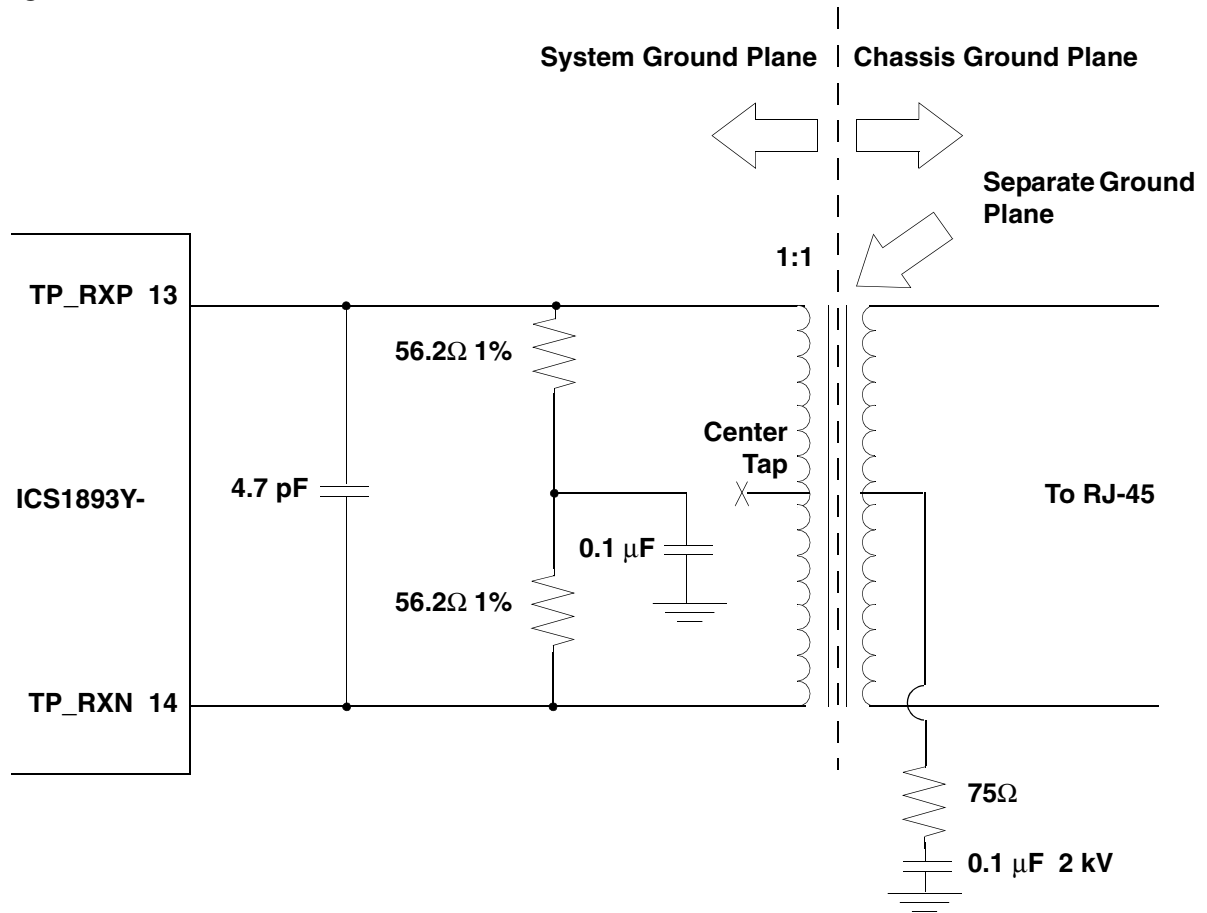 System Ground Plane
Chassis Ground Plane
Separate Ground
Plane
1:1
TP_RXP 13
56.2Ω 1%
Center
Tap
4.7 pF
ICS1893Y-
To RJ-45
0.1 μF
56.2Ω 1%
TP_RXN 14
75Ω
0.1 μF 2 kV